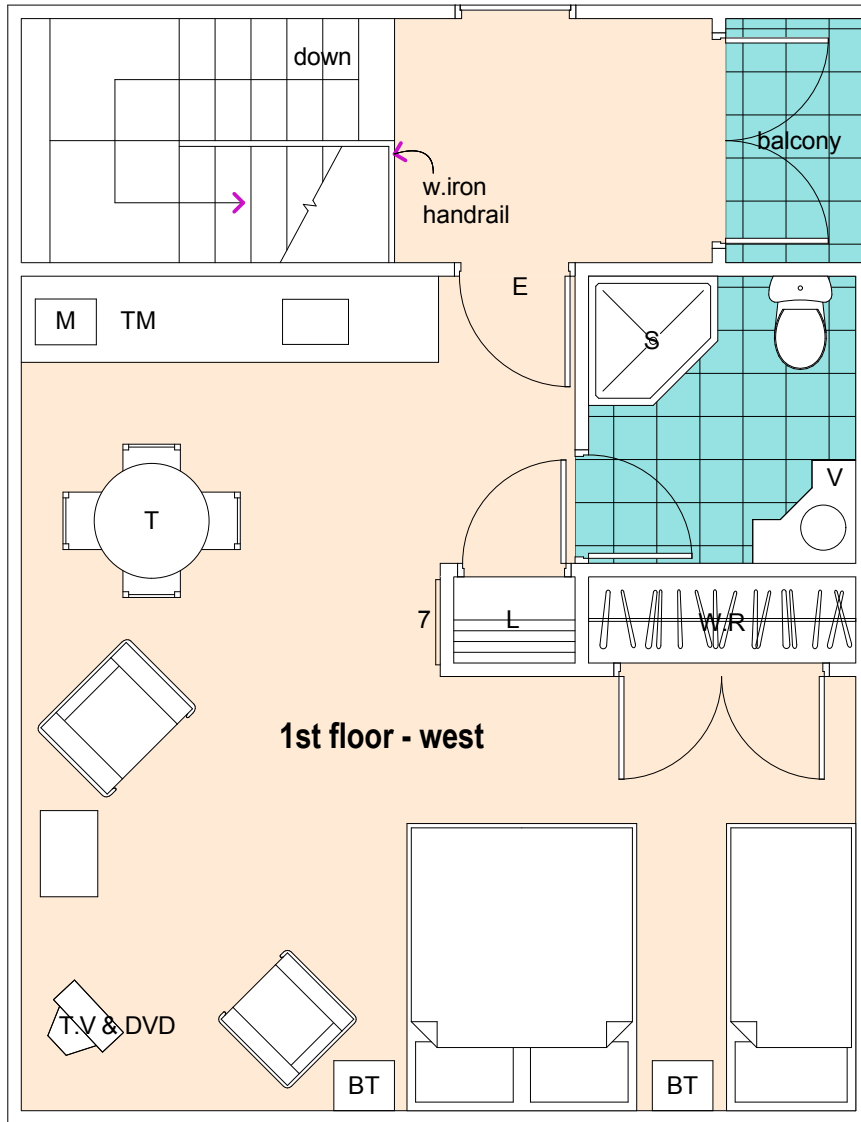 down
balcony
w.iron
handrail
E
M
TM
S
V
T
7
L
W.R
1st floor - west
T.V & DVD
BT
BT